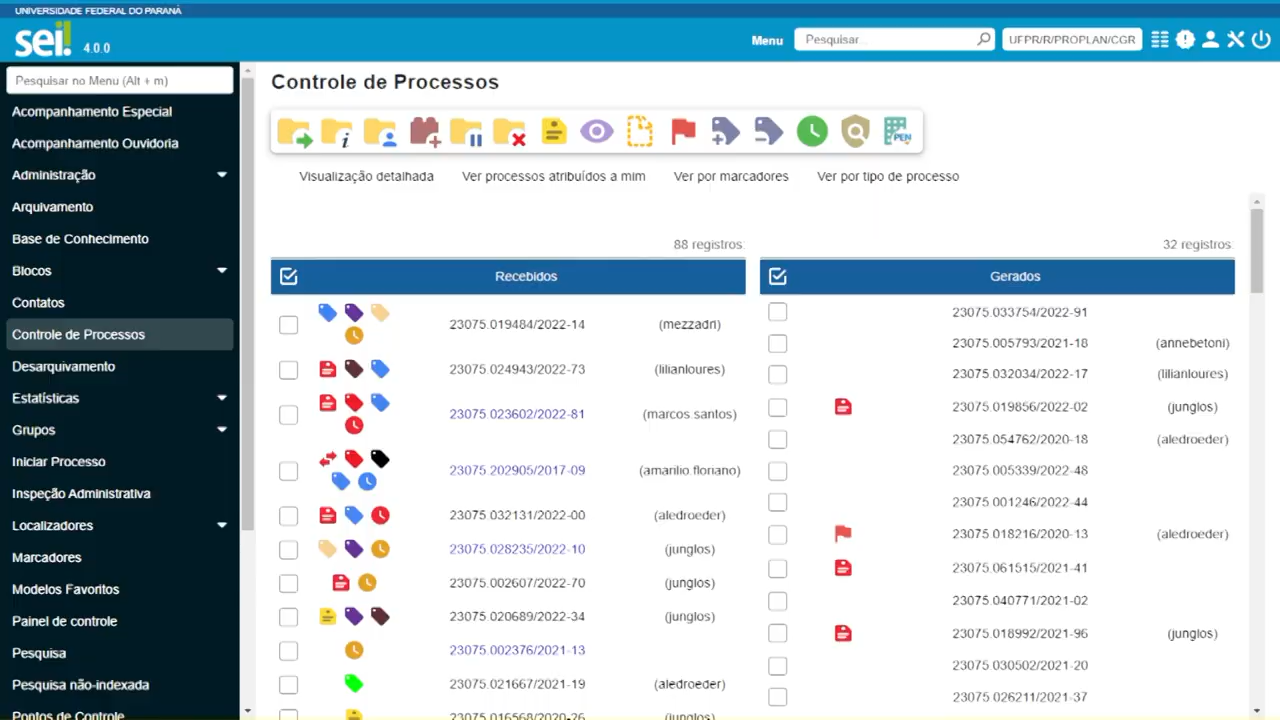 UNIVERSIDADE FEDERAL DO PARANÁ
sei! 4.0.0
Menu
Pesquisar...
UFPR/R/PROPLAN/CGR
Pesquisar no Menu (Alt + m)
Acompanhamento Especial
Acompanhamento Ouvidoria
Administração
Arquivamento
Base de Conhecimento
Blocos
Contatos
Controle de Processos
Desarquivamento
Estatísticas
Grupos
Iniciar Processo
Inspeção Administrativa
Localizadores
Marcadores
Modelos Favoritos
Painel de controle
Pesquisa
Pesquisa não-indexada
Pontos de Controle
Controle de Processos
PEN
Visualização detalhada Ver processos atribuídos a mim Ver por marcadores Ver por tipo de processo
88 registros:
Recebidos
23075.019484/2022-14 (mezzadri)
23075.024943/2022-73 (lilianloures)
23075.023602/2022-81 (marcos santos)
23075.202905/2017-09 (amarilio floriano)
23075.032131/2022-00 (aledroeder)
23075.028235/2022-10 (junglos)
23075.002607/2022-70 (junglos)
23075.020689/2022-34 (junglos)
23075.002376/2021-13
23075.021667/2021-19 (aledroeder)
23075.016568/2020-26 (junglos)
32 registros:
Gerados
23075.033754/2022-91
23075.005793/2021-18 (annebetoni)
23075.032034/2022-17 (lilianloures)
23075.019856/2022-02 (junglos)
23075.054762/2020-18 (aledroeder)
23075.005339/2022-48
23075.001246/2022-44
23075.018216/2020-13 (aledroeder)
23075.061515/2021-41
23075.040771/2021-02
23075.018992/2021-96 (junglos)
23075.030502/2021-20
23075.026211/2021-37